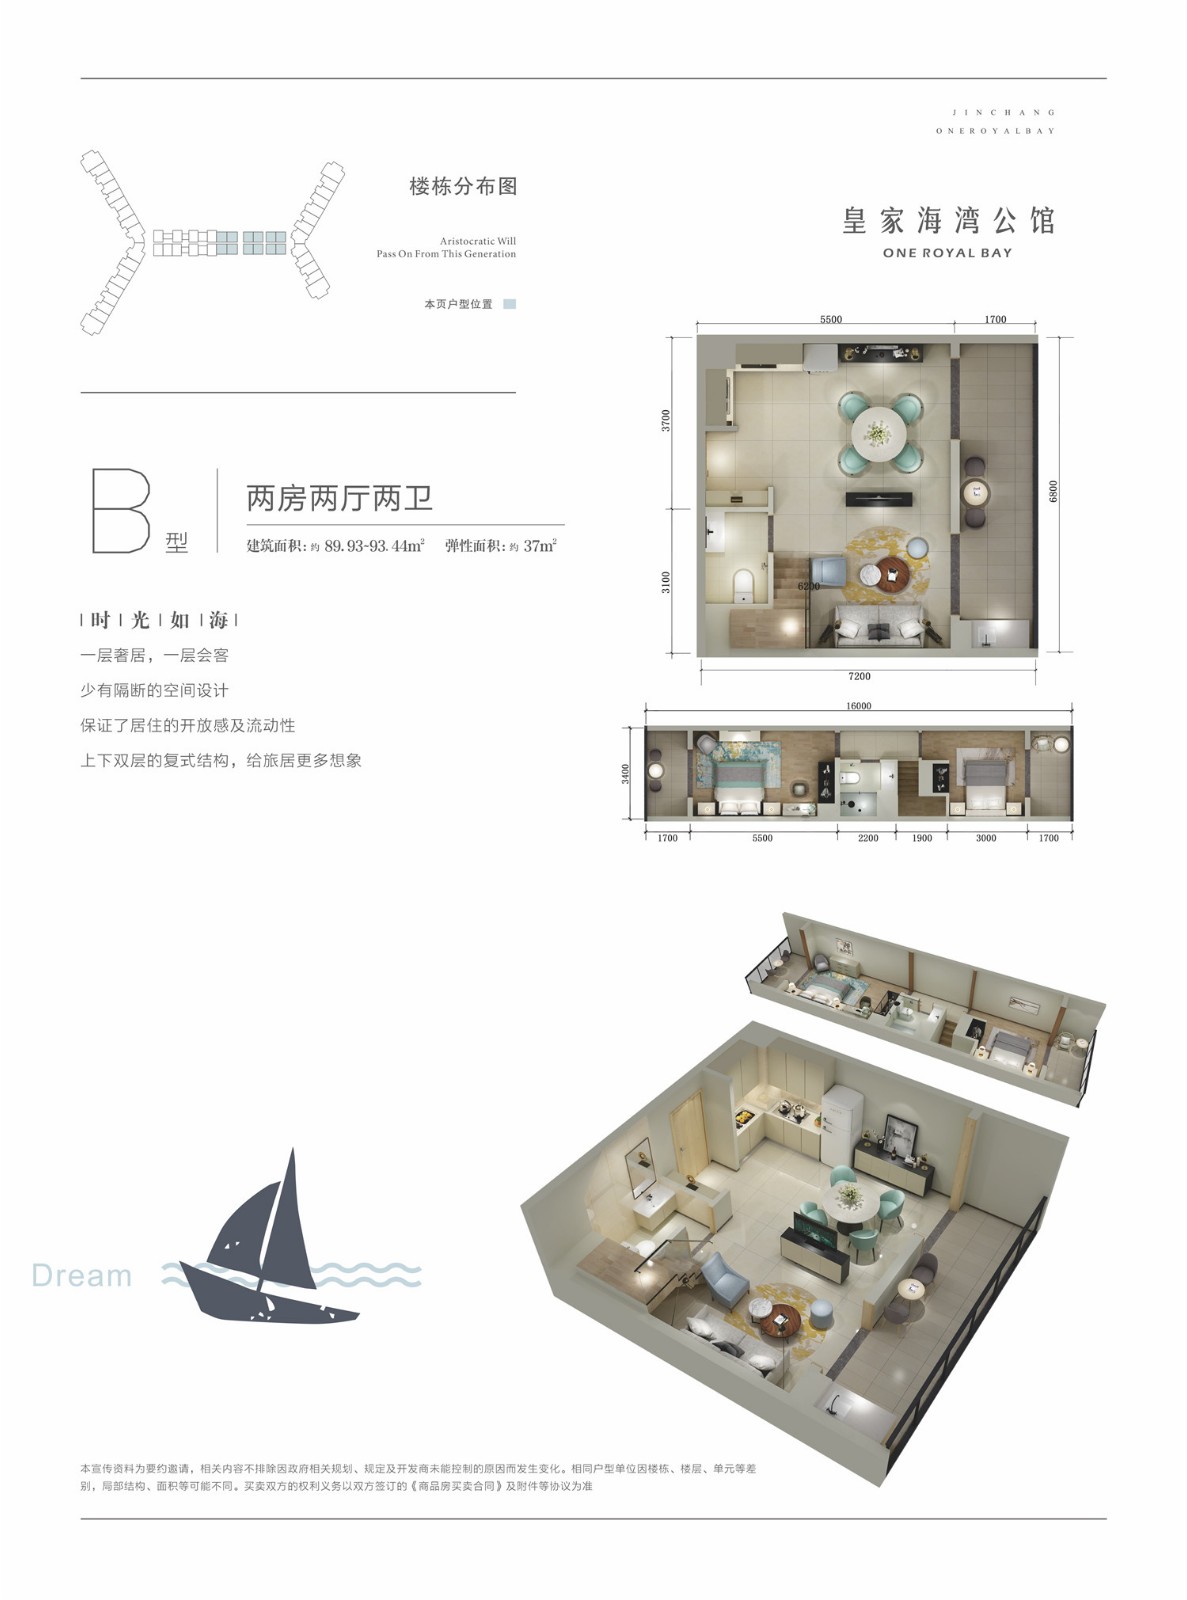 JINCHANG
ONEROYALBAY
皇家海湾公馆
ONE ROYAL BAY
楼栋分布图
Aristocratic Will
Pass On From This Generation
本页户型位置
B型
两房两厅两卫
建筑面积：约 89.93-93.44m² 弹性面积：约 37m²
时光如海
一层奢居，一层会客
少有隔断的空间设计
保证了居住的开放感及流动性
上下双层的复式结构，给旅居更多想象
5500 1700
3700
6800
3100
6200
7200
16000
3400
1700 5500 2200 1900 3000 1700
Dream
本宣传资料为要约邀请，相关内容不排除因政府相关规划、规定及开发商未能控制的原因而发生变化。相同户型单位因楼栋、楼层、单元等差
别，局部结构、面积等可能不同。买卖双方的权利义务以双方签订的《商品房买卖合同》及附件等协议为准